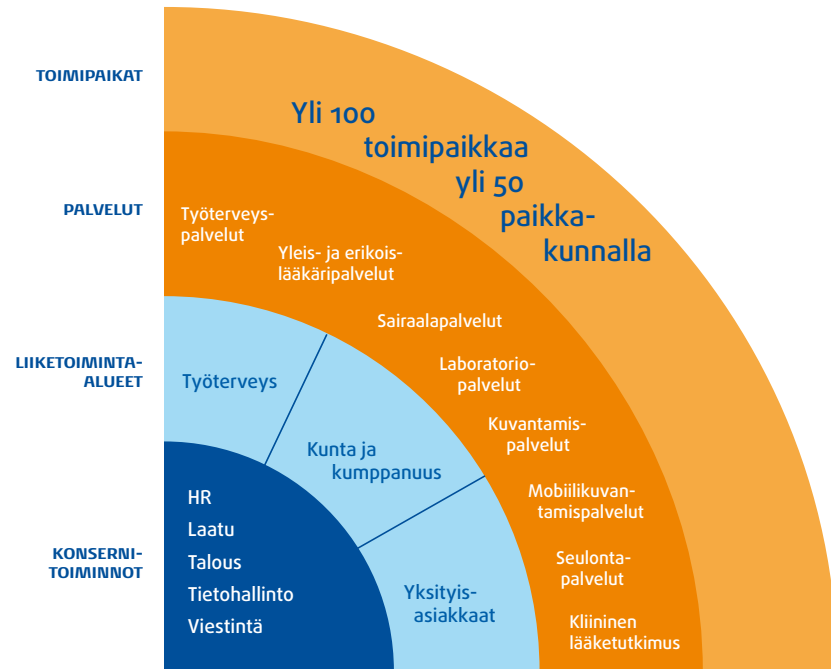 TOIMIPAIKAT
Yli 100
toimipaikkaa
yli 50
paikka-
kunnalla
PALVELUT
Työterveys-
palvelut
Yleis- ja erikois-
lääkäripalvelut
Sairaalapalvelut
Laboratorio-
palvelut
Kuvantamis-
palvelut
Mobiilikuvan-
tamispalvelut
Seulonta-
palvelut
Kliininen
lääketutkimus
LIIKETOIMINTA-
ALUEET
Työterveys
Kunta ja
kumppanuus
Yksityis-
asiakkaat
KONSERNI-
TOIMINNOT
HR
Laatu
Talous
Tietohallinto
Viestintä